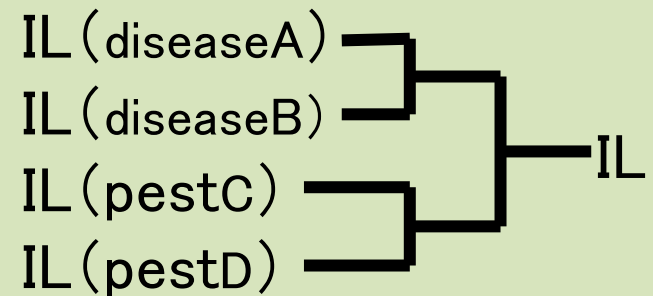 IL(diseaseA)
IL(diseaseB)
IL(pestC)
IL(pestD)
IL